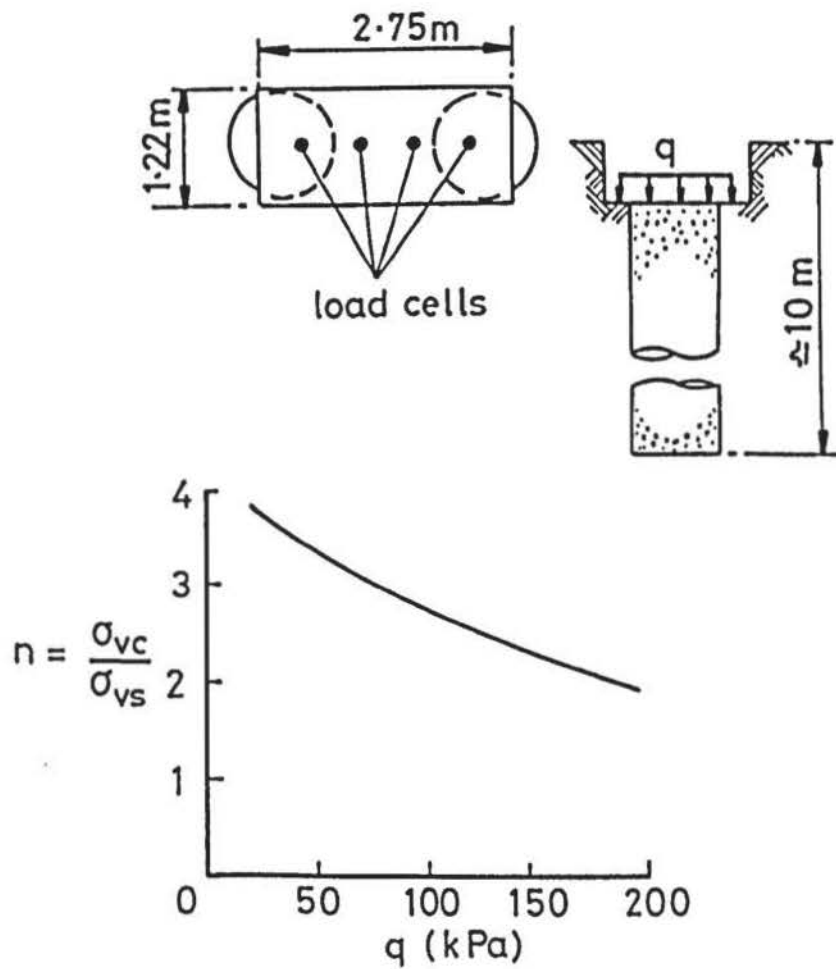 2·75m
1·22m
load cells
q
≈10 m
4
3
n = σvc/σvs
2
1
0 50 100 150 200
q (kPa)